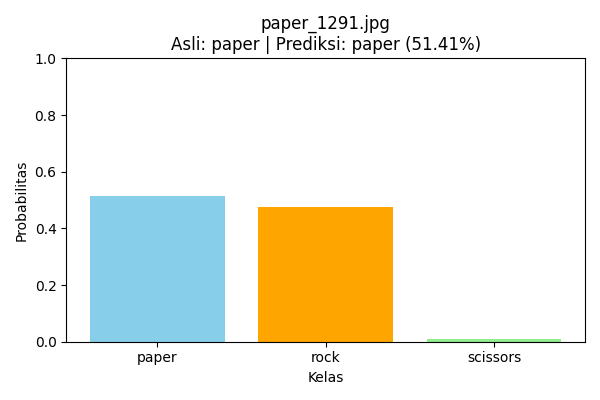 paper_1291.jpg
Asli: paper | Prediksi: paper (51.41%)
1.0
0.8
0.6
0.4
0.2
0.0
Probabilitas
paper rock scissors
Kelas